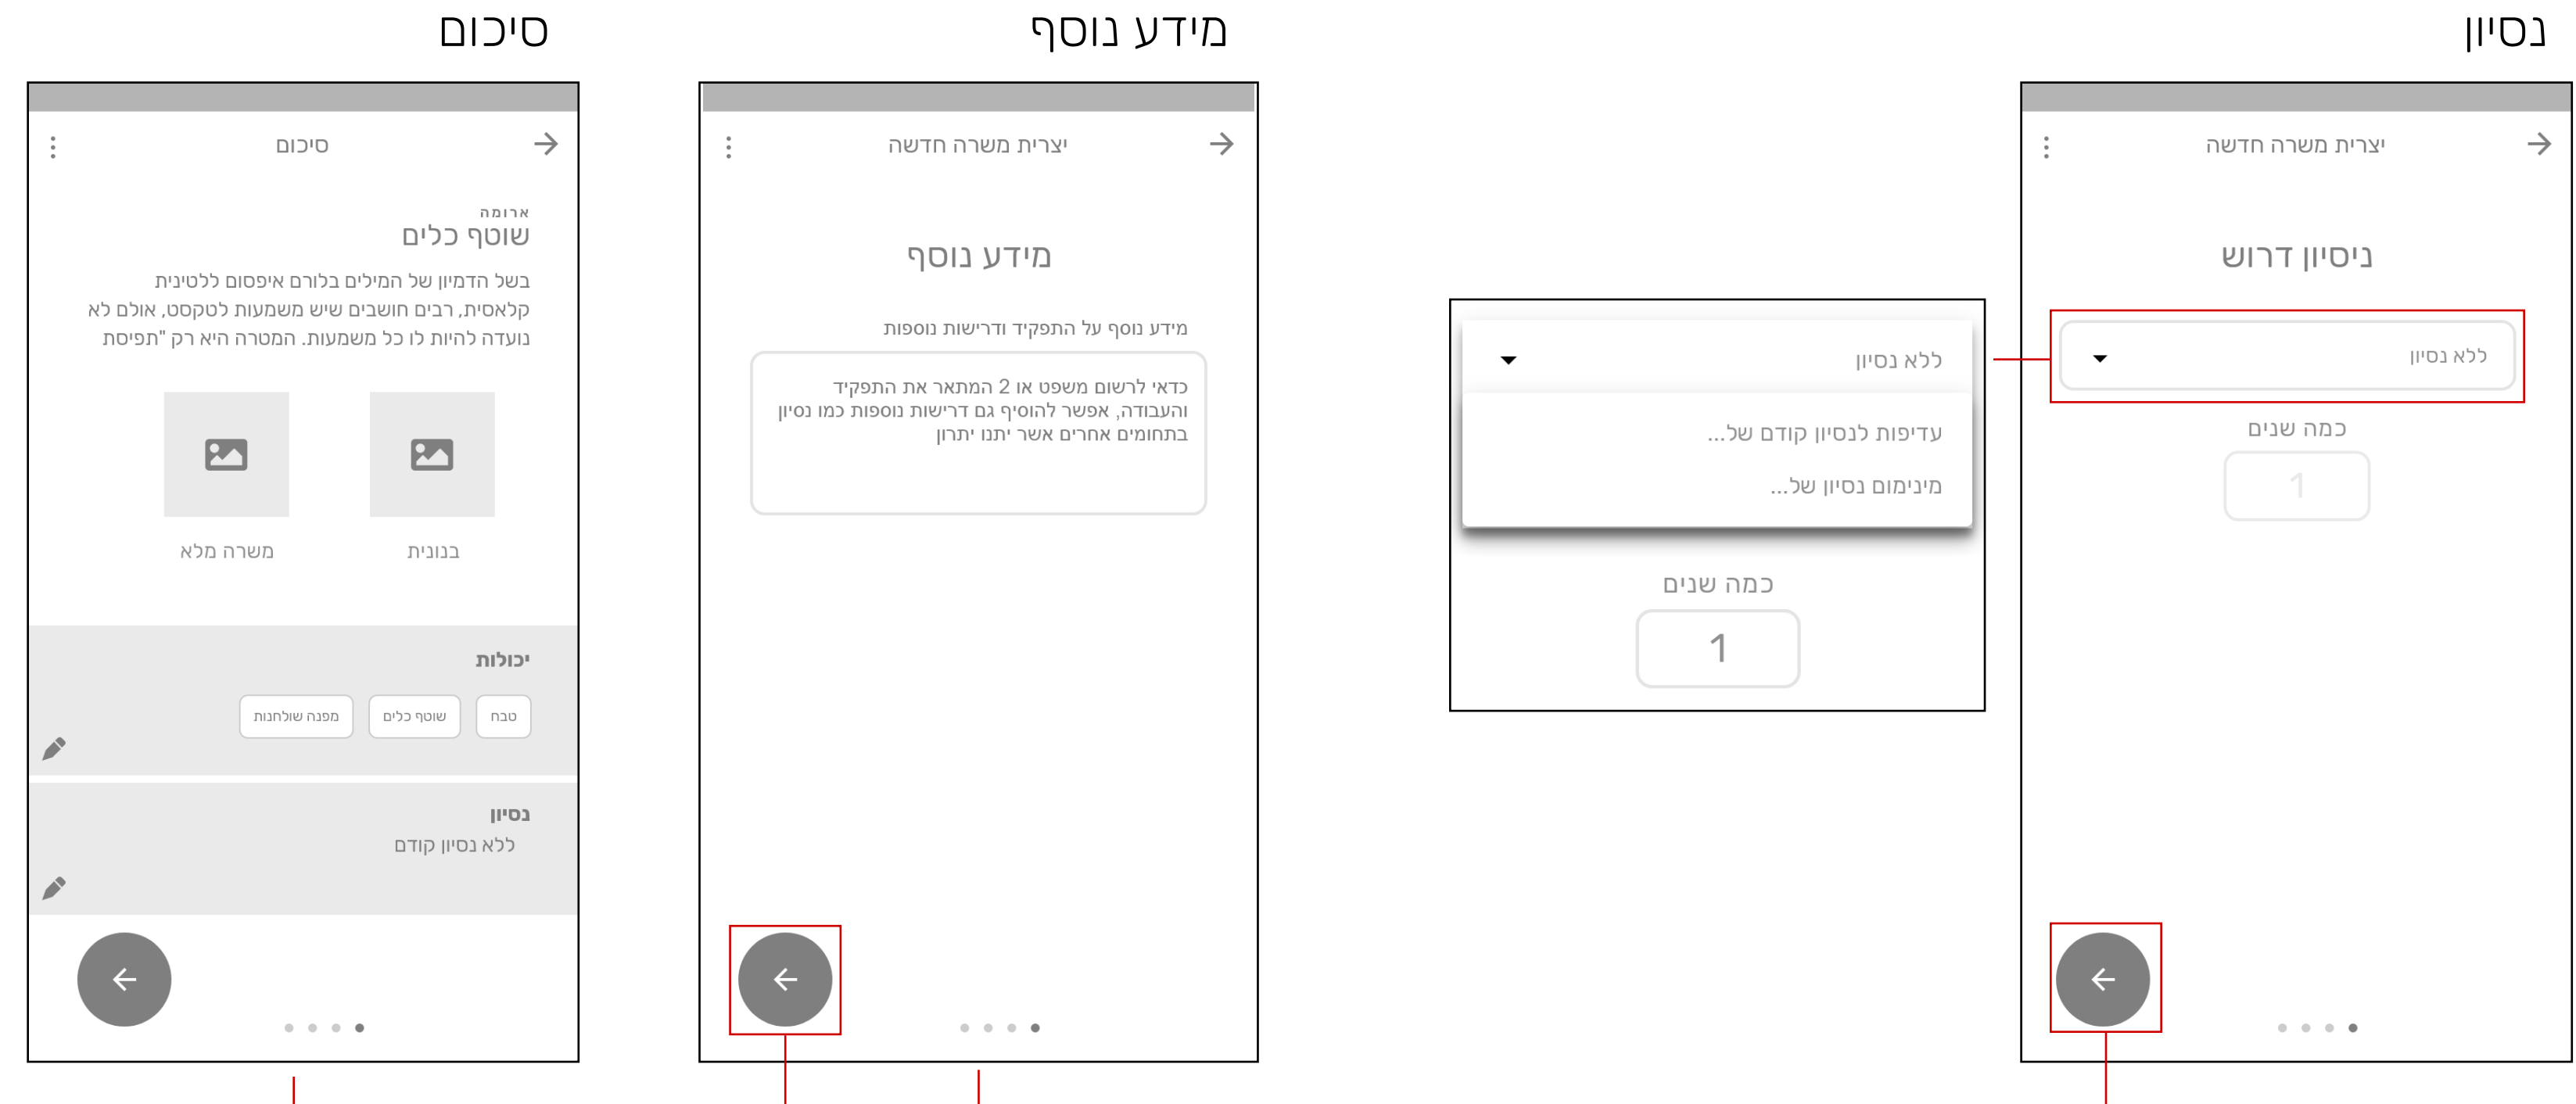 נסיון
יצרית משרה חדשה
ניסיון דרוש
ללא נסיון
כמה שנים
1
ללא נסיון
עדיפות לנסיון קודם של...
מינימום נסיון של...
כמה שנים
1
מידע נוסף
יצרית משרה חדשה
מידע נוסף
מידע נוסף על התפקיד ודרישות נוספות
כדאי לרשום משפט או 2 המתאר את התפקיד
והעבודה, אפשר להוסיף גם דרישות נוספות כמו נסיון
בתחומים אחרים אשר יתנו יתרון
סיכום
סיכום
ארומה
שוטף כלים
בשל הדמיון של המילים בלורם איפסום ללטינית
קלאסית, רבים חושבים שיש משמעות לטקסט, אולם לא
נועדה להיות לו כל משמעות. המטרה היא רק "תפיסת
בנונית
משרה מלא
יכולות
טבח
שוטף כלים
מפנה שולחנות
נסיון
ללא נסיון קודם